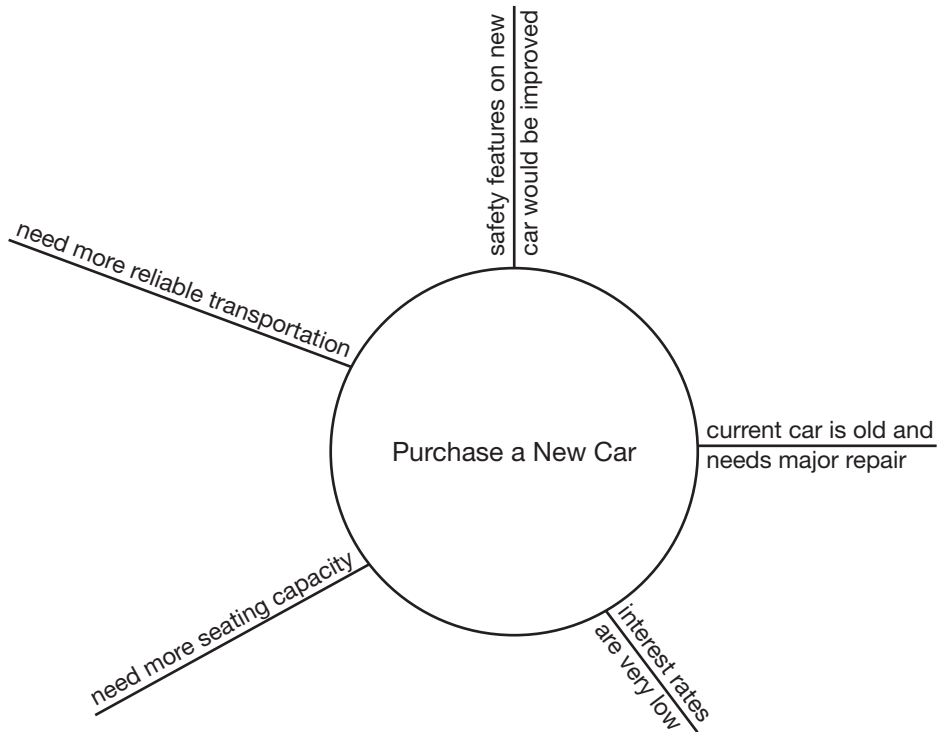 safety features on new
car would be improved
need more reliable transportation
Purchase a New Car
current car is old and
needs major repair
need more seating capacity
interest rates
are very low